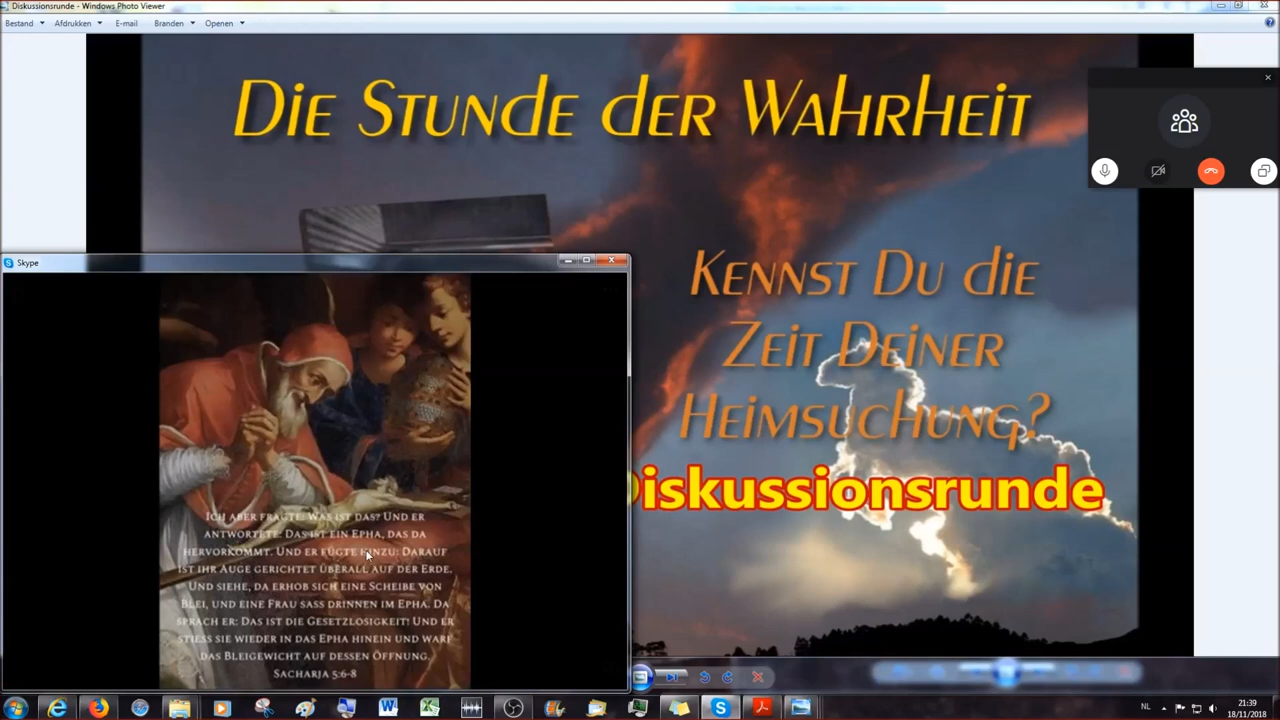 Diskussionsrunde - Windows Photo Viewer
Bestand Afdrukken E-mail Branden Openen
Die Stunde der Wahrheit
Kennst Du die
Zeit Deiner
Heimsuchung?
Diskussionsrunde
Skype
Ich aber fragte: Was ist das? Und er
antwortete: Das ist ein Epha, das da
hervorkommt. Und er fügte hinzu: Darauf
ist ihr Auge gerichtet überall auf der Erde.
Und siehe, da erhob sich eine Scheibe von
Blei, und eine Frau saß drinnen im Epha. Da
sprach er: Das ist die Gesetzlosigkeit! Und er
stieß sie wieder in das Epha hinein und warf
das Bleigewicht auf dessen Öffnung.
Sacharja 5:6-8
NL
21:39
18/11/2018